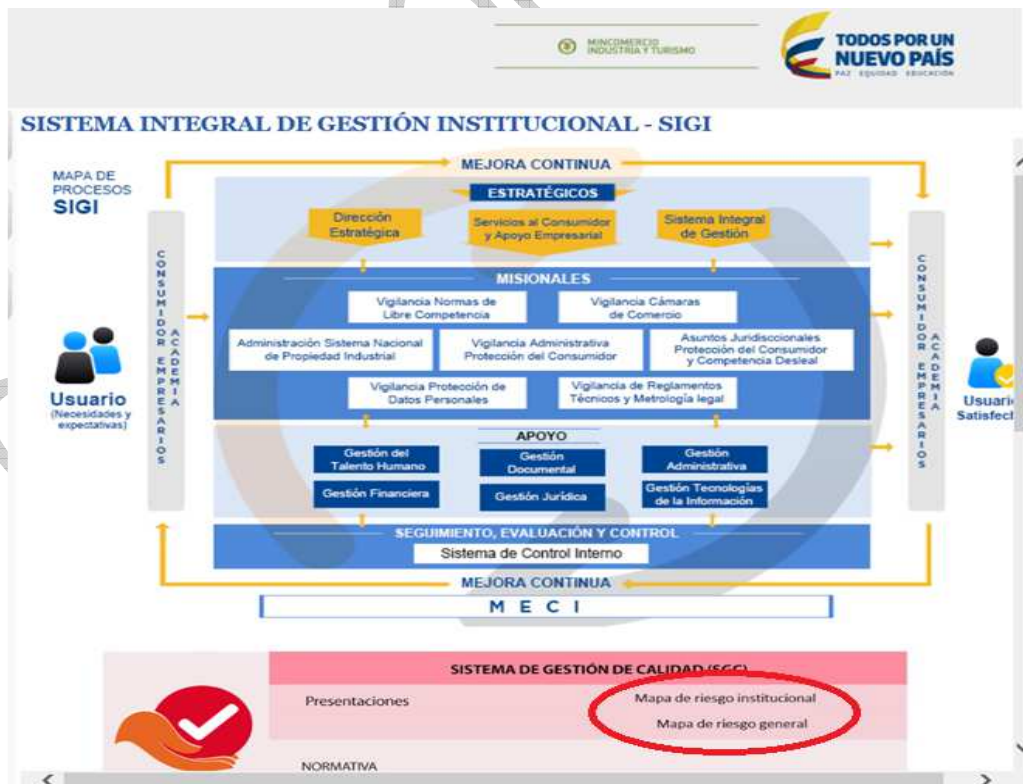 MINCOMERCIO
INDUSTRIA Y TURISMO
TODOS POR UN
NUEVO PAÍS
PAZ EQUIDAD EDUCACIÓN
SISTEMA INTEGRAL DE GESTIÓN INSTITUCIONAL - SIGI
MAPA DE
PROCESOS
SIGI
MEJORA CONTINUA
ESTRATÉGICOS
Dirección
Estratégica
Servicios al Consumidor
y Apoyo Empresarial
Sistema Integral
de Gestión
CONSUMIDOR EMPRESARIOS
ACADEMIA
MISIONALES
Vigilancia Normas de
Libre Competencia
Vigilancia Cámaras
de Comercio
Administración Sistema Nacional
de Propiedad Industrial
Vigilancia Administrativa
Protección del Consumidor
Asuntos Juridiscionales
Protección del Consumidor
y Competencia Desleal
Vigilancia Protección de
Datos Personales
Vigilancia de Reglamentos
Técnicos y Metrología legal
Usuario
(Necesidades y
expectativas)
CONSUMIDOR EMPRESARIOS
ACADEMIA
Usuari
Satisfect
APOYO
Gestión del
Talento Humano
Gestión
Documental
Gestión
Administrativa
Gestión Financiera
Gestión Jurídica
Gestión Tecnologías
de la Información
SEGUIMIENTO, EVALUACIÓN Y CONTROL
Sistema de Control Interno
MEJORA CONTINUA
M E C I
SISTEMA DE GESTIÓN DE CALIDAD (SGC)
Presentaciones
Mapa de riesgo institucional
Mapa de riesgo general
NORMATIVA